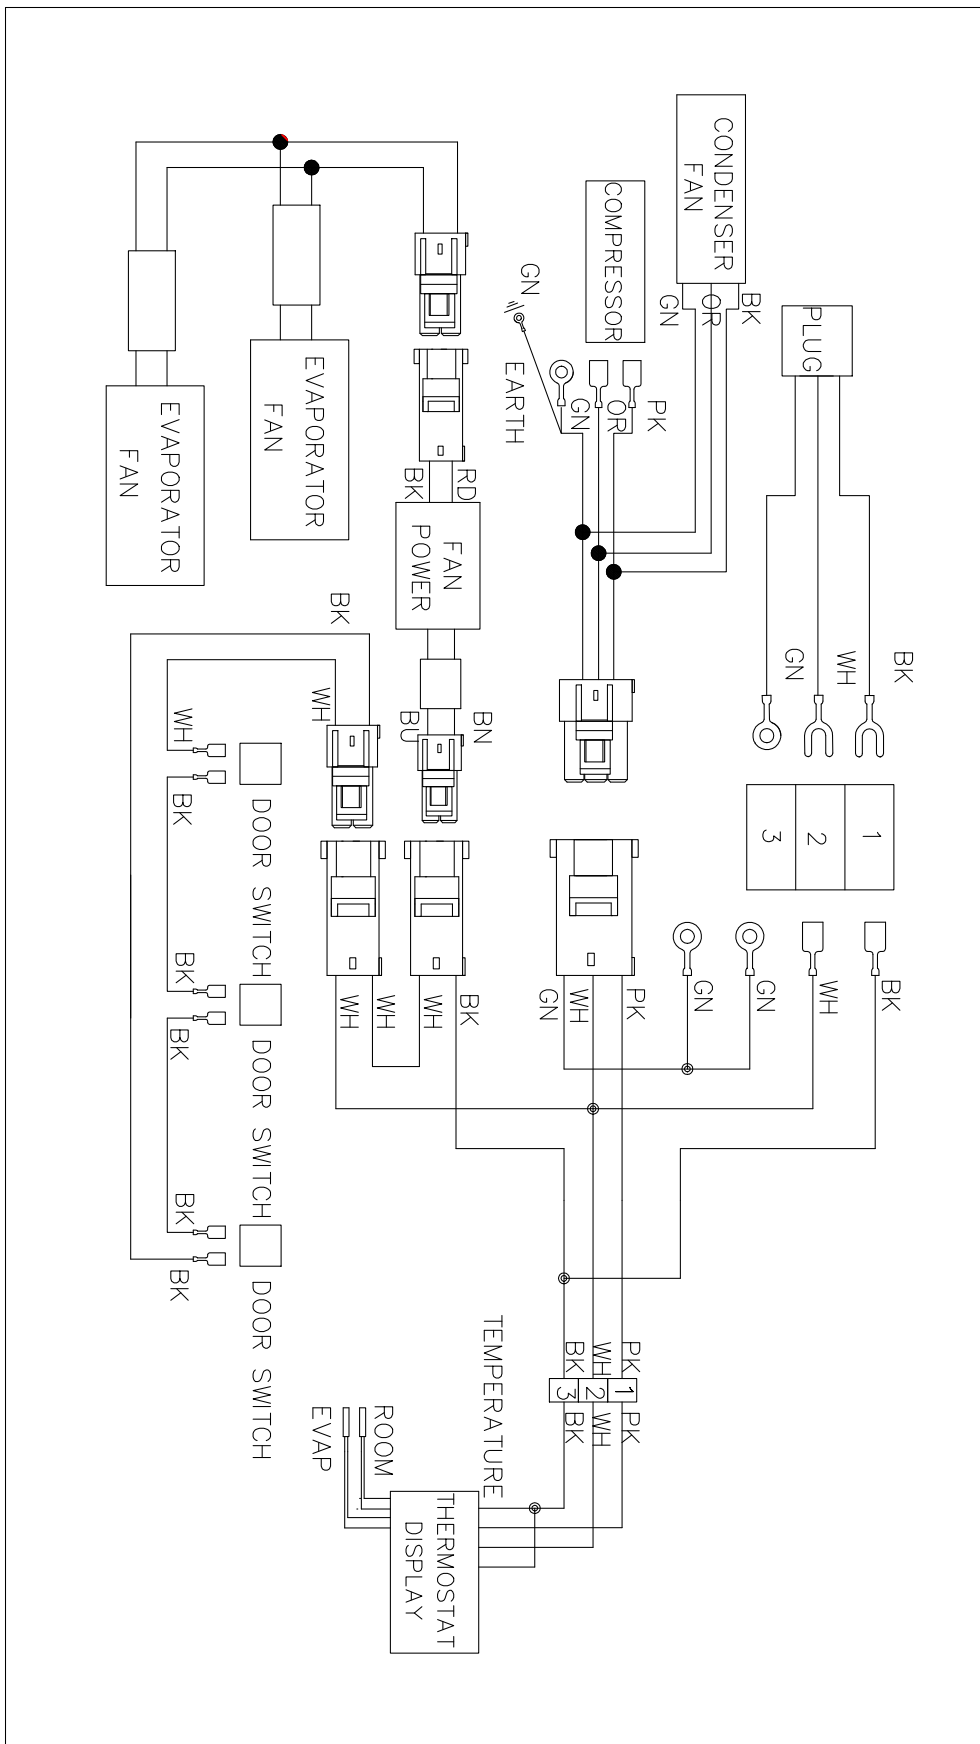 PLUG
BK
WH
GN
1
2
3
BK
WH
GN
GN
CONDENSER
FAN
BK
OR
GN
COMPRESSOR
PK
OR
GN
GN
EARTH
PK
WH
GN
RD
BK
FAN
POWER
BN
BU
BK
WH
EVAPORATOR
FAN
EVAPORATOR
FAN
BK
WH
WH
WH
WH
BK
DOOR SWITCH
BK
BK
DOOR SWITCH
BK
BK
DOOR SWITCH
PK
WH
BK
1
2
3
PK
WH
BK
TEMPERATURE
THERMOSTAT
DISPLAY
ROOM
EVAP